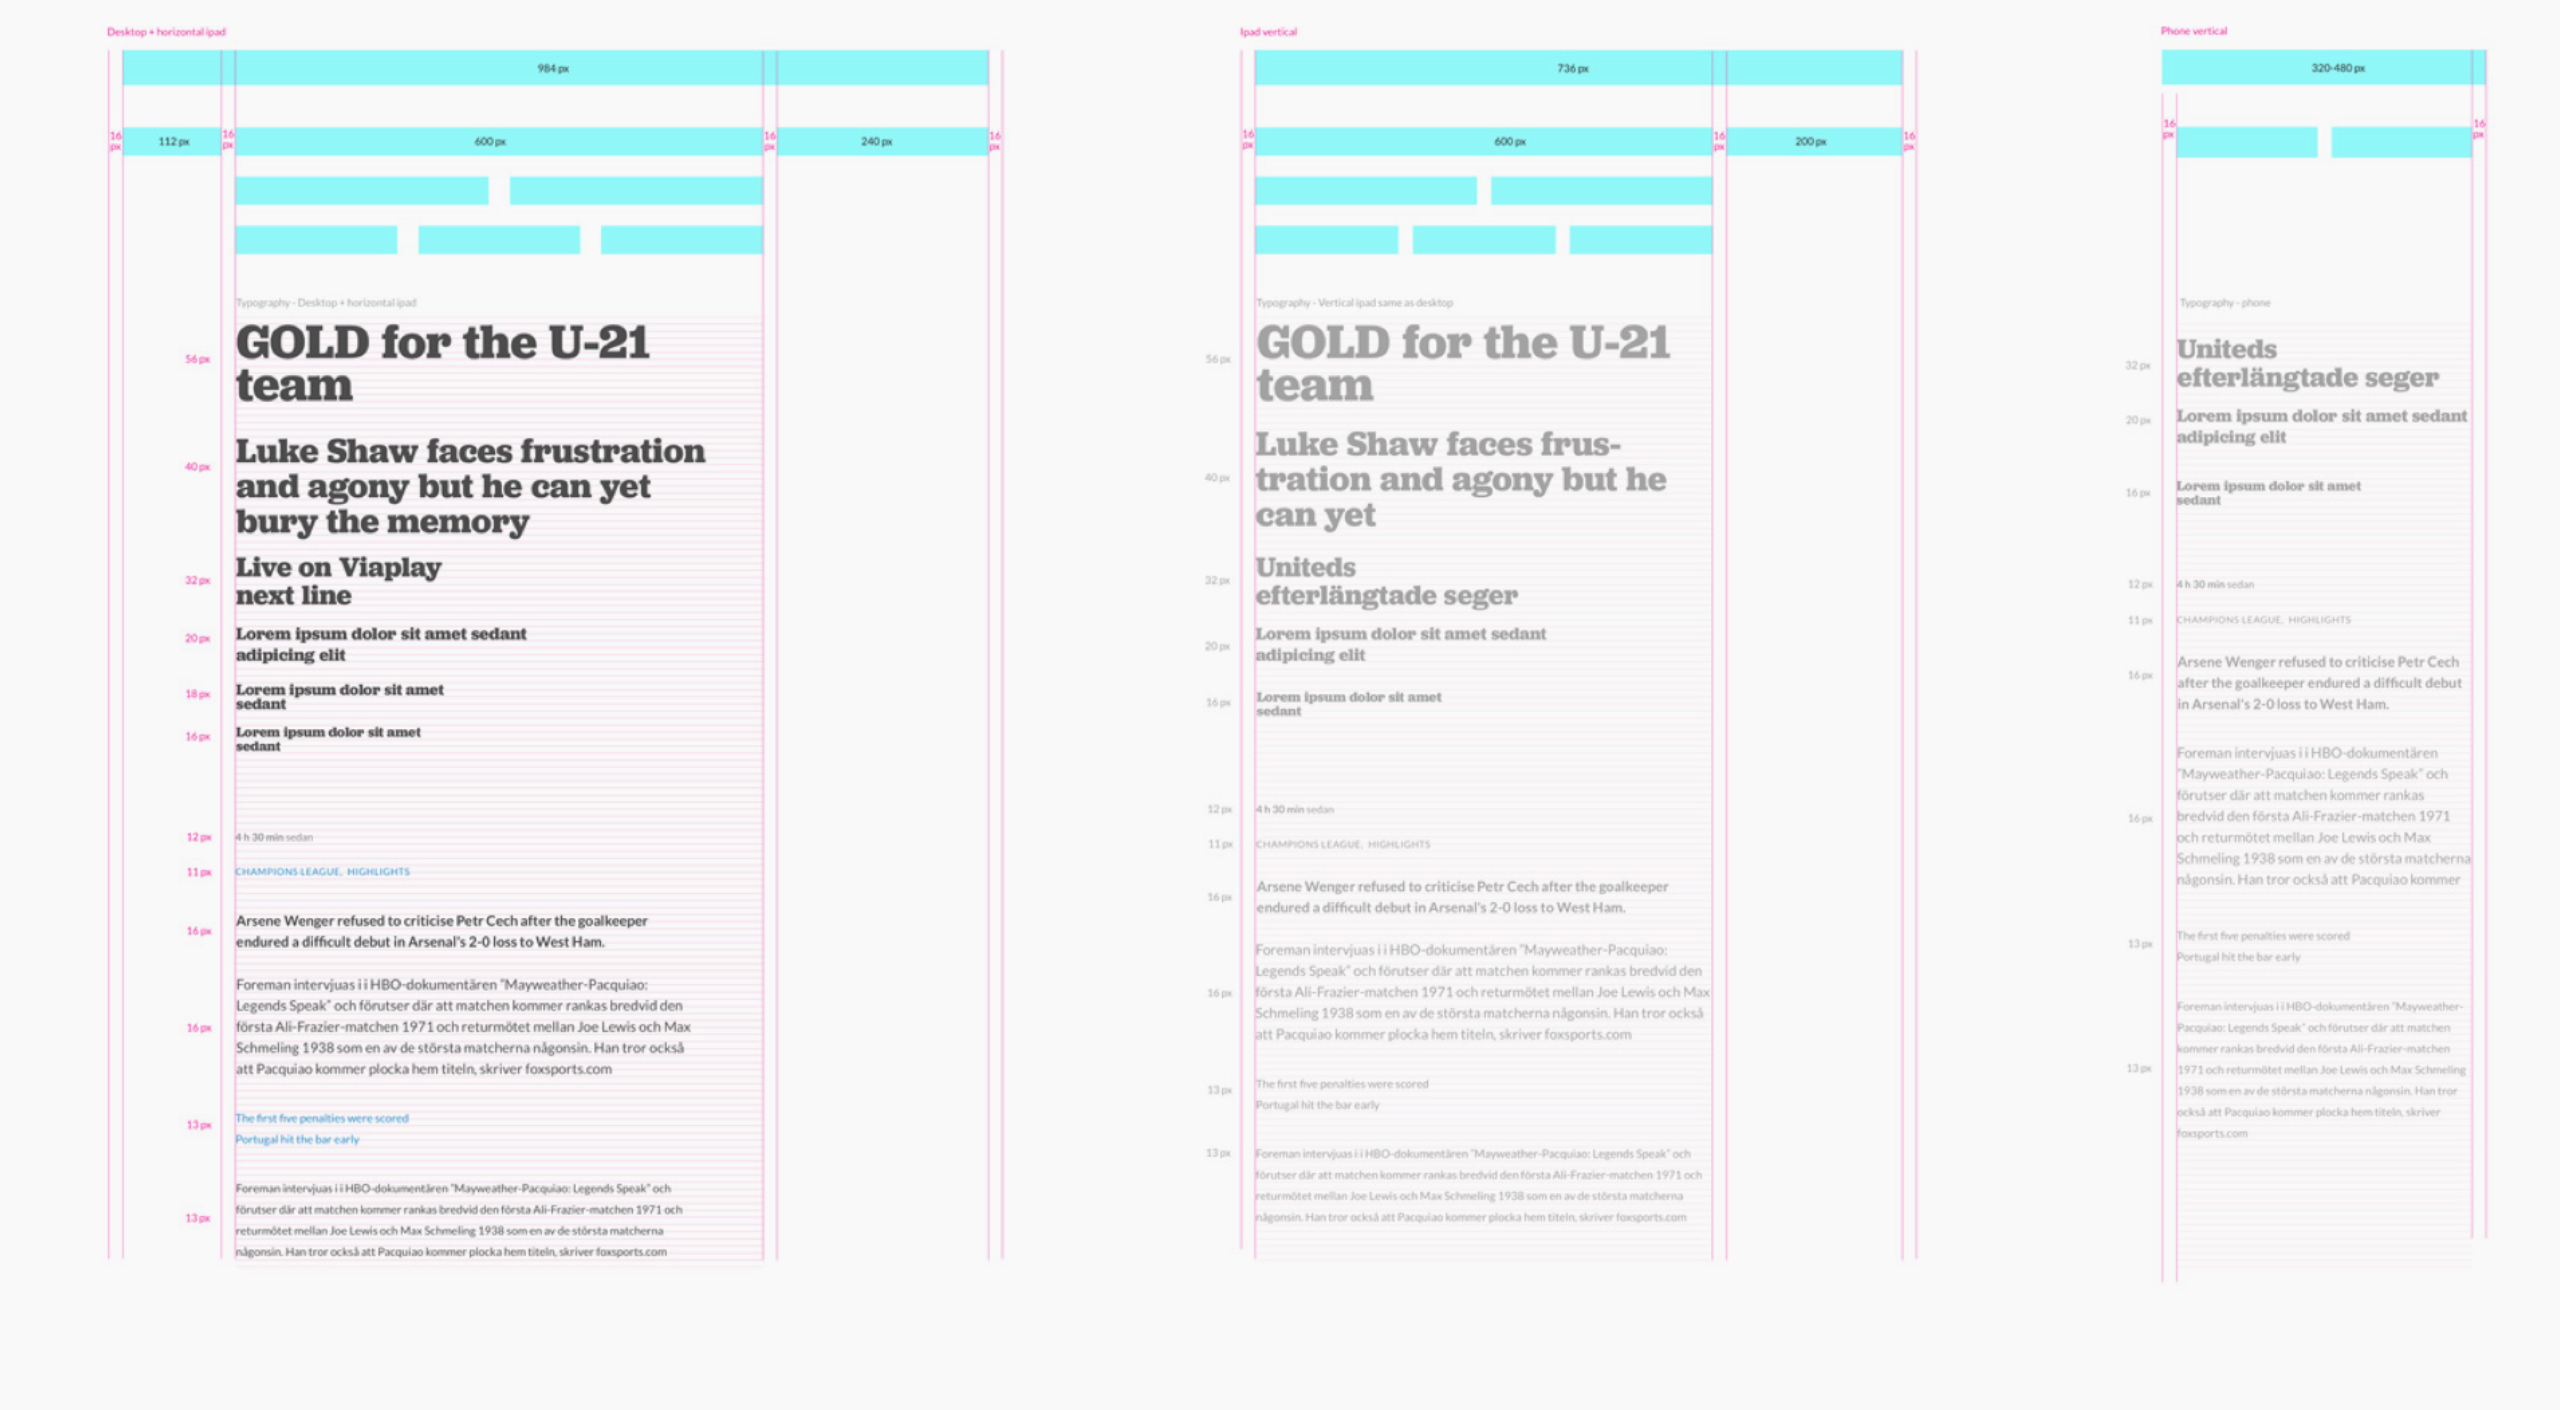 Desktop + horizontal ipad
984 px
16 px
112 px
16 px
600 px
16 px
240 px
16 px
Typography - Desktop + horizontal ipad
56 px
GOLD for the U-21
team
40 px
Luke Shaw faces frustration
and agony but he can yet
bury the memory
32 px
Live on Viaplay
next line
20 px
Lorem ipsum dolor sit amet sedant
adipicing elit
18 px
Lorem ipsum dolor sit amet
sedant
16 px
Lorem ipsum dolor sit amet
sedant
12 px
4 h 30 min sedan
11 px
CHAMPIONS LEAGUE, HIGHLIGHTS
16 px
Arsene Wenger refused to criticise Petr Cech after the goalkeeper
endured a difficult debut in Arsenal's 2-0 loss to West Ham.
16 px
Foreman intervjuas i i HBO-dokumentären "Mayweather-Pacquiao:
Legends Speak" och förutser där att matchen kommer rankas bredvid den
första Ali-Frazier-matchen 1971 och returmötet mellan Joe Lewis och Max
Schmeling 1938 som en av de största matcherna någonsin. Han tror också
att Pacquiao kommer plocka hem titeln, skriver foxsports.com
13 px
The first five penalties were scored
Portugal hit the bar early
13 px
Foreman intervjuas i i HBO-dokumentären "Mayweather-Pacquiao: Legends Speak" och
förutser där att matchen kommer rankas bredvid den första Ali-Frazier-matchen 1971 och
returmötet mellan Joe Lewis och Max Schmeling 1938 som en av de största matcherna
någonsin. Han tror också att Pacquiao kommer plocka hem titeln, skriver foxsports.com
Ipad vertical
736 px
16 px
600 px
16 px
200 px
16 px
Typography - Vertical ipad same as desktop
56 px
GOLD for the U-21
team
40 px
Luke Shaw faces frus-
tration and agony but he
can yet
32 px
Uniteds
efterlängtade seger
20 px
Lorem ipsum dolor sit amet sedant
adipicing elit
16 px
Lorem ipsum dolor sit amet
sedant
12 px
4 h 30 min sedan
11 px
CHAMPIONS LEAGUE, HIGHLIGHTS
16 px
Arsene Wenger refused to criticise Petr Cech after the goalkeeper
endured a difficult debut in Arsenal's 2-0 loss to West Ham.
16 px
Foreman intervjuas i i HBO-dokumentären "Mayweather-Pacquiao:
Legends Speak" och förutser där att matchen kommer rankas bredvid den
första Ali-Frazier-matchen 1971 och returmötet mellan Joe Lewis och Max
Schmeling 1938 som en av de största matcherna någonsin. Han tror också
att Pacquiao kommer plocka hem titeln, skriver foxsports.com
13 px
The first five penalties were scored
Portugal hit the bar early
13 px
Foreman intervjuas i i HBO-dokumentären "Mayweather-Pacquiao: Legends Speak" och
förutser där att matchen kommer rankas bredvid den första Ali-Frazier-matchen 1971 och
returmötet mellan Joe Lewis och Max Schmeling 1938 som en av de största matcherna
någonsin. Han tror också att Pacquiao kommer plocka hem titeln, skriver foxsports.com
Phone vertical
320-480 px
16 px
16 px
Typography - phone
32 px
Uniteds
efterlängtade seger
20 px
Lorem ipsum dolor sit amet sedant
adipicing elit
16 px
Lorem ipsum dolor sit amet
sedant
12 px
4 h 30 min sedan
11 px
CHAMPIONS LEAGUE, HIGHLIGHTS
16 px
Arsene Wenger refused to criticise Petr Cech
after the goalkeeper endured a difficult debut
in Arsenal's 2-0 loss to West Ham.
16 px
Foreman intervjuas i i HBO-dokumentären
"Mayweather-Pacquiao: Legends Speak" och
förutser där att matchen kommer rankas
bredvid den första Ali-Frazier-matchen 1971
och returmötet mellan Joe Lewis och Max
Schmeling 1938 som en av de största matcherna
någonsin. Han tror också att Pacquiao kommer
13 px
The first five penalties were scored
Portugal hit the bar early
13 px
Foreman intervjuas i i HBO-dokumentären "Mayweather-
Pacquiao: Legends Speak" och förutser där att matchen
kommer rankas bredvid den första Ali-Frazier-matchen
1971 och returmötet mellan Joe Lewis och Max Schmeling
1938 som en av de största matcherna någonsin. Han tror
också att Pacquiao kommer plocka hem titeln, skriver
foxsports.com